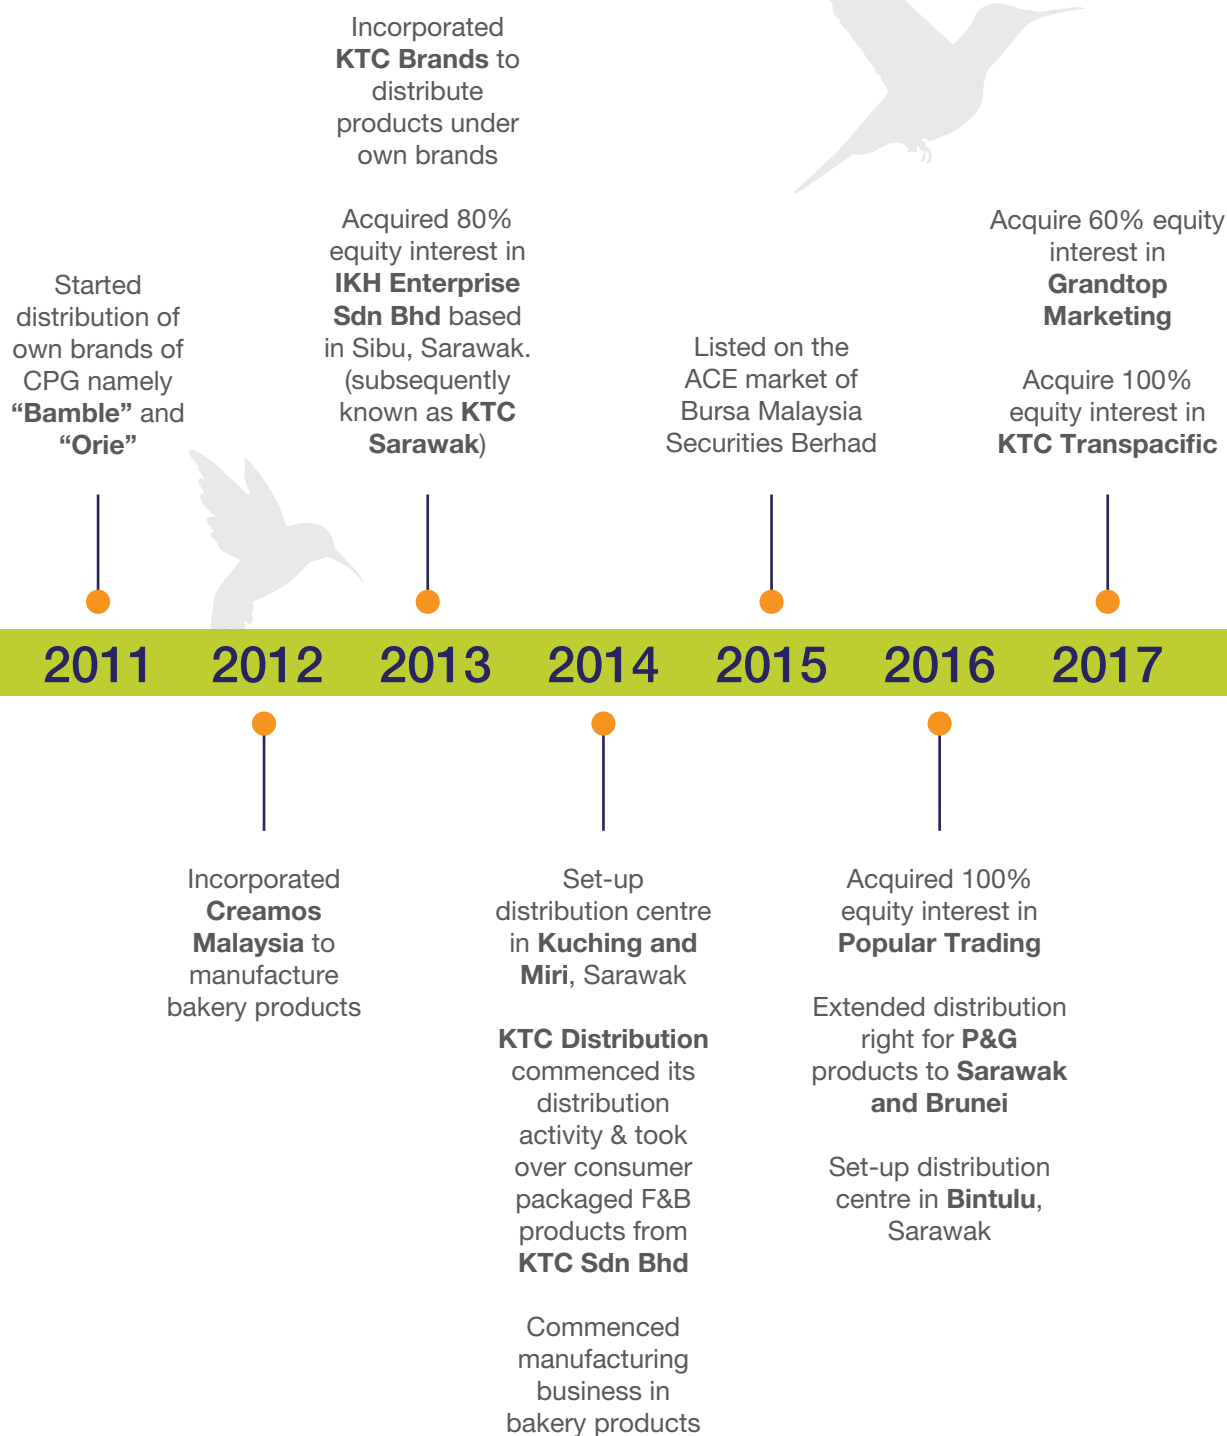 Started
distribution of
own brands of
CPG namely
“Bamble” and
“Orie”
Incorporated
KTC Brands to
distribute
products under
own brands
Acquired 80%
equity interest in
IKH Enterprise
Sdn Bhd based
in Sibu, Sarawak.
(subsequently
known as KTC
Sarawak)
Listed on the
ACE market of
Bursa Malaysia
Securities Berhad
Acquire 60% equity
interest in
Grandtop
Marketing
Acquire 100%
equity interest in
KTC Transpacific
2011 2012 2013 2014 2015 2016 2017
Incorporated
Creamos
Malaysia to
manufacture
bakery products
Set-up
distribution centre
in Kuching and
Miri, Sarawak
KTC Distribution
commenced its
distribution
activity & took
over consumer
packaged F&B
products from
KTC Sdn Bhd
Commenced
manufacturing
business in
bakery products
Acquired 100%
equity interest in
Popular Trading
Extended distribution
right for P&G
products to Sarawak
and Brunei
Set-up distribution
centre in Bintulu,
Sarawak